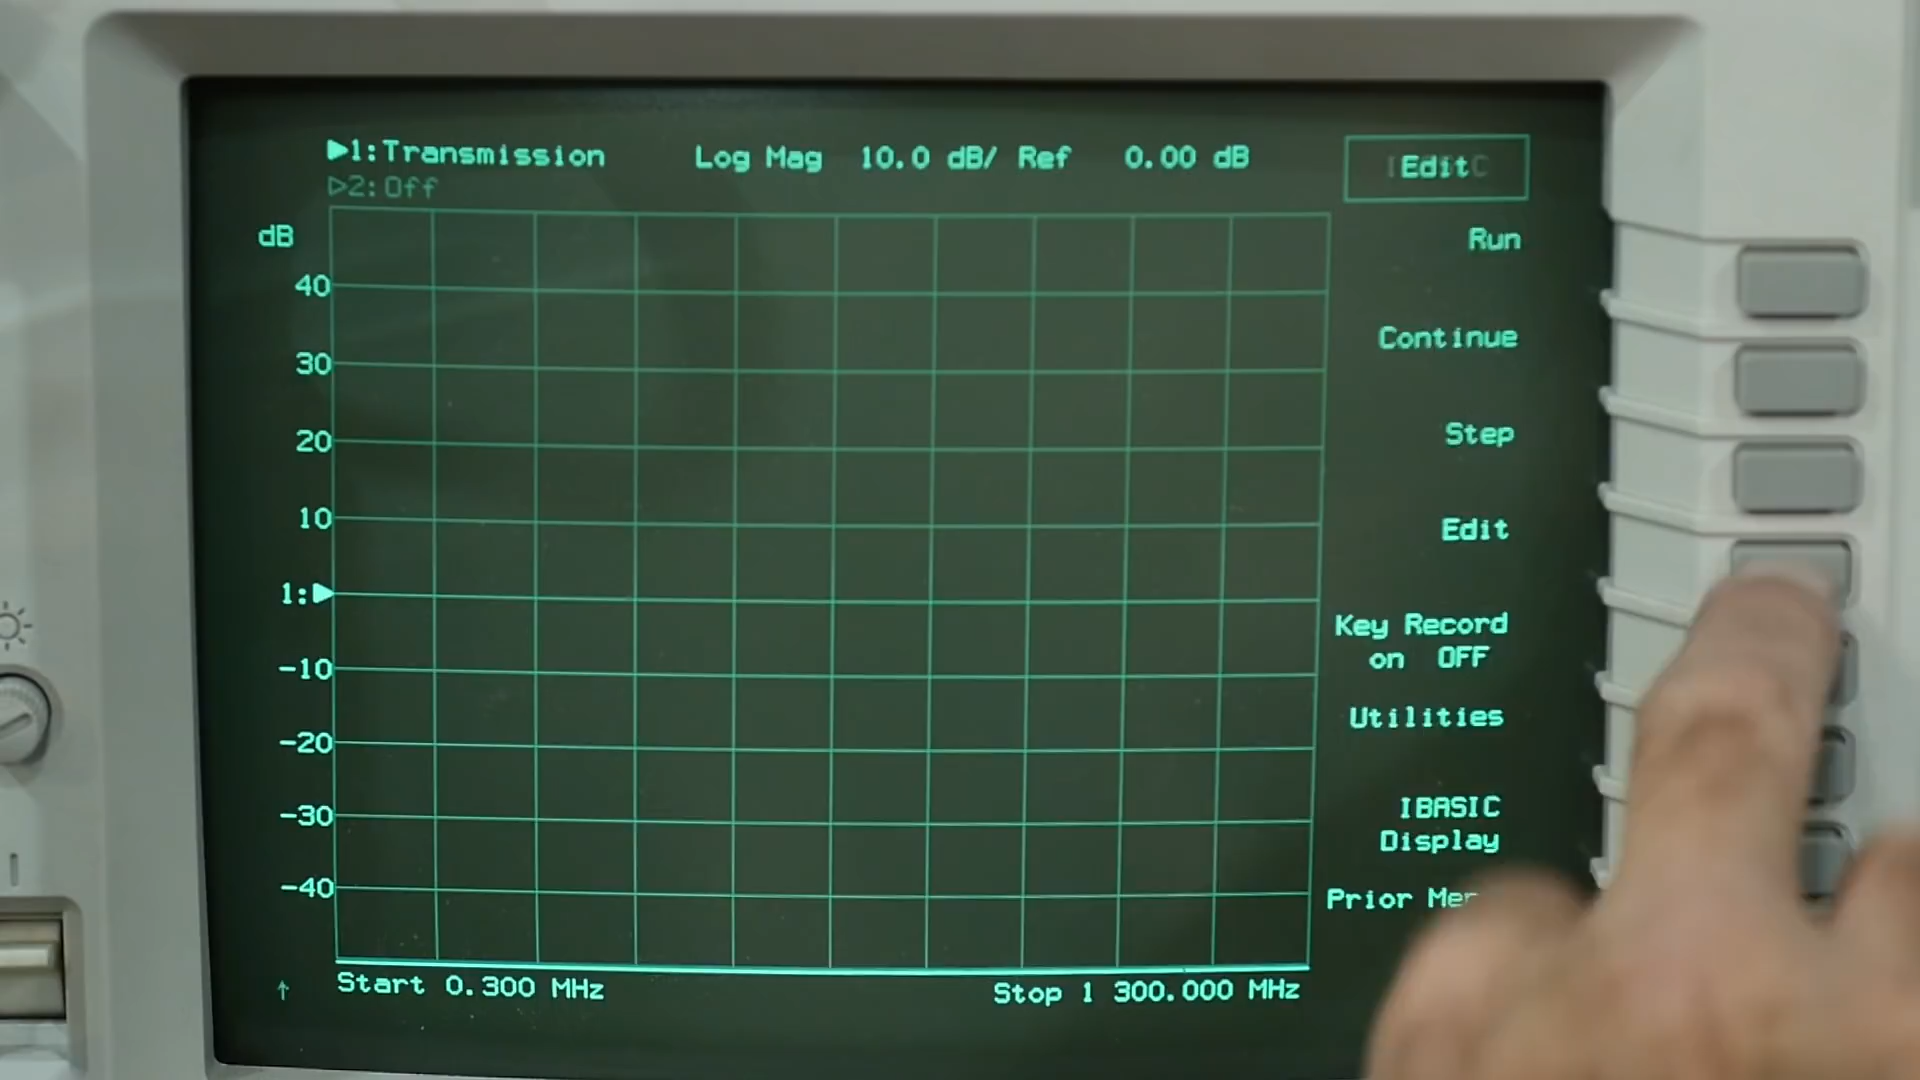 ▶1:Transmission Log Mag 10.0 dB/ Ref 0.00 dB
▷2:Off
Edit
dB
40
30
20
10
1:▶
-10
-20
-30
-40
Start 0.300 MHz Stop 1 300.000 MHz
Run
Continue
Step
Edit
Key Record
on OFF
Utilities
IBASIC
Display
Prior